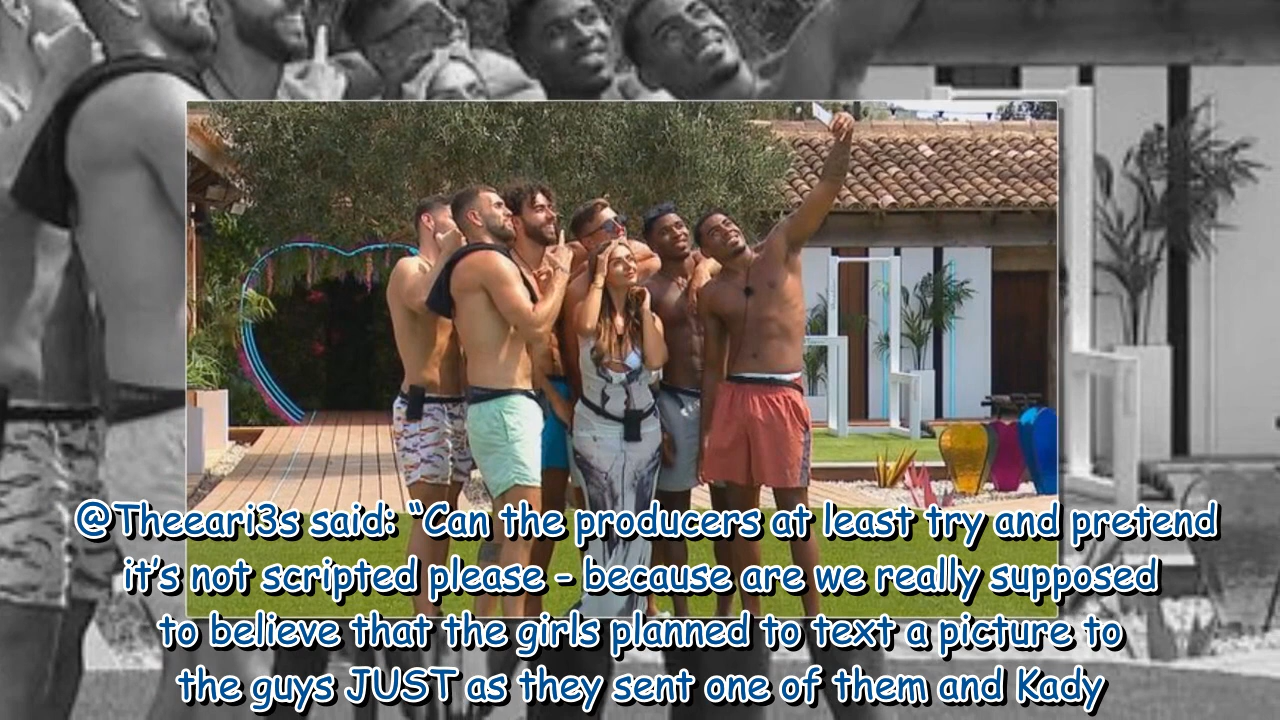 @Theeari3s said: “Can the producers at least try and pretend
it’s not scripted please – because are we really supposed
to believe that the girls planned to text a picture to
the guys JUST as they sent one of them and Kady